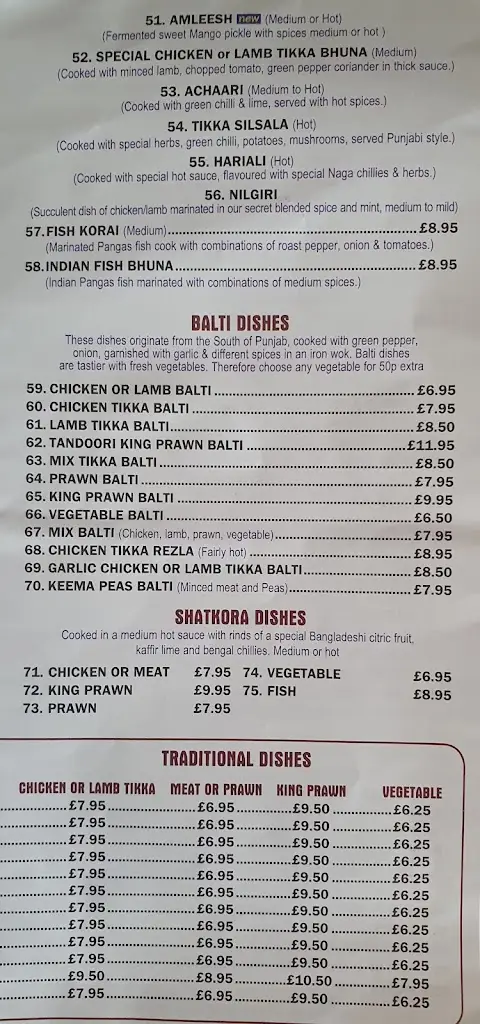 51. AMLEESH new (Medium or Hot)
(Fermented sweet Mango pickle with spices medium or hot )
52. SPECIAL CHICKEN or LAMB TIKKA BHUNA (Medium)
(Cooked with minced lamb, chopped tomato, green pepper coriander in thick sauce.)
53. ACHAARI (Medium to Hot)
(Cooked with green chilli & lime, served with hot spices.)
54. TIKKA SILSALA (Hot)
(Cooked with special herbs, green chilli, potatoes, mushrooms, served Punjabi style.)
55. HARIALI (Hot)
(Cooked with special hot sauce, flavoured with special Naga chillies & herbs.)
56. NILGIRI
(Succulent dish of chicken/lamb marinated in our secret blended spice and mint, medium to mild)
57. FISH KORAI (Medium) £8.95
(Marinated Pangas fish cook with combinations of roast pepper, onion & tomatoes.)
58. INDIAN FISH BHUNA £8.95
(Indian Pangas fish marinated with combinations of medium spices.)
BALTI DISHES
These dishes originate from the South of Punjab, cooked with green pepper,
onion, garnished with garlic & different spices in an iron wok. Balti dishes
are tastier with fresh vegetables. Therefore choose any vegetable for 50p extra
59. CHICKEN OR LAMB BALTI £6.95
60. CHICKEN TIKKA BALTI £7.95
61. LAMB TIKKA BALTI £8.50
62. TANDOORI KING PRAWN BALTI £11.95
63. MIX TIKKA BALTI £8.50
64. PRAWN BALTI £7.95
65. KING PRAWN BALTI £9.95
66. VEGETABLE BALTI £6.50
67. MIX BALTI (Chicken, lamb, prawn, vegetable) £7.95
68. CHICKEN TIKKA REZLA (Fairly hot) £8.95
69. GARLIC CHICKEN OR LAMB TIKKA BALTI £8.50
70. KEEMA PEAS BALTI (Minced meat and Peas) £7.95
SHATKORA DISHES
Cooked in a medium hot sauce with rinds of a special Bangladeshi citric fruit,
kaffir lime and bengal chillies. Medium or hot
71. CHICKEN OR MEAT £7.95 74. VEGETABLE £6.95
72. KING PRAWN £9.95 75. FISH £8.95
73. PRAWN £7.95
TRADITIONAL DISHES
CHICKEN OR LAMB TIKKA MEAT OR PRAWN KING PRAWN VEGETABLE
£7.95 £6.95 £9.50 £6.25
£7.95 £6.95 £9.50 £6.25
£7.95 £6.95 £9.50 £6.25
£7.95 £6.95 £9.50 £6.25
£7.95 £6.95 £9.50 £6.25
£7.95 £6.95 £9.50 £6.25
£7.95 £6.95 £9.50 £6.25
£7.95 £6.95 £9.50 £6.25
£7.95 £6.95 £9.50 £6.25
£7.95 £6.95 £9.50 £6.25
£9.50 £8.95 £10.50 £7.95
£7.95 £6.95 £9.50 £6.25